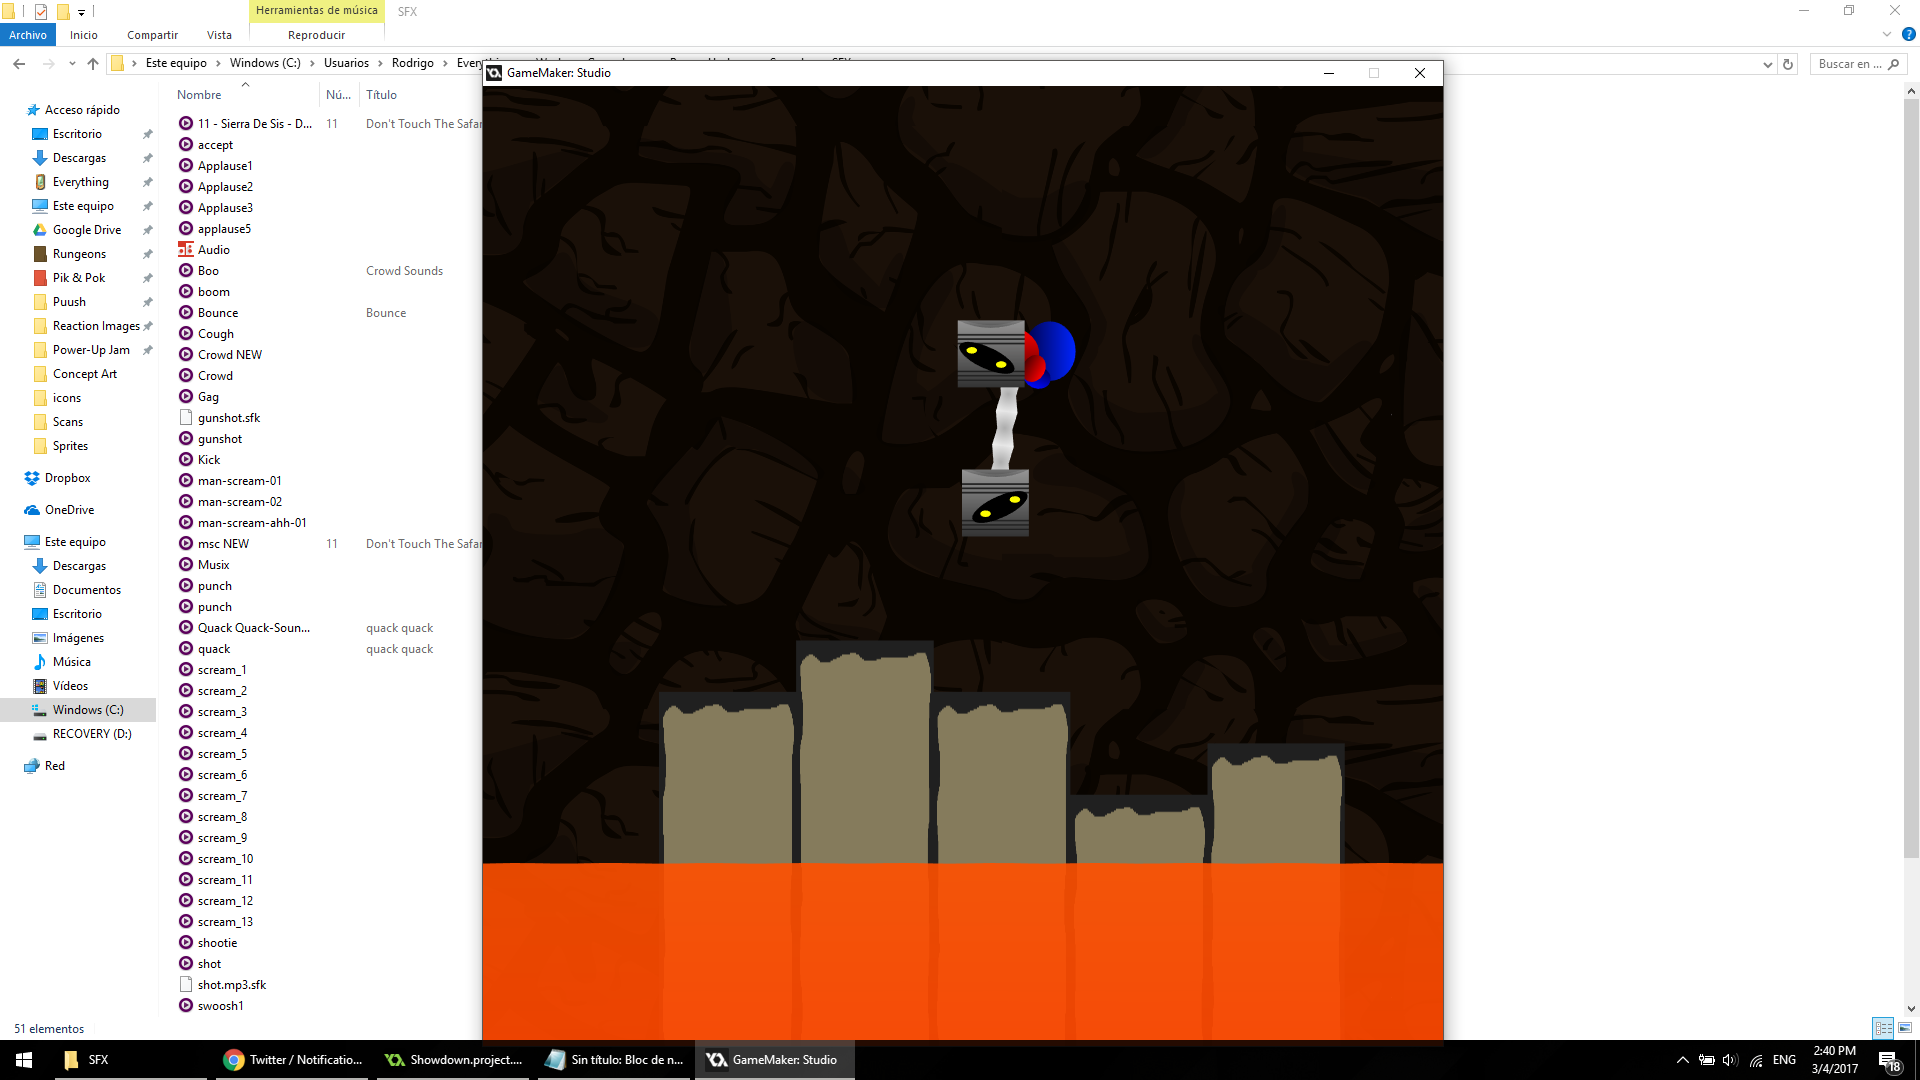 Herramientas de música
SFX
Archivo
Inicio
Compartir
Vista
Reproducir
Este equipo
Windows (C:)
Usuarios
Rodrigo
Buscar en ...
GameMaker: Studio
Acceso rápido
Escritorio
Descargas
Everything
Este equipo
Google Drive
Rungeons
Pik & Pok
Puush
Reaction Images
Power-Up Jam
Concept Art
icons
Scans
Sprites
Dropbox
OneDrive
Este equipo
Descargas
Documentos
Escritorio
Imágenes
Música
Vídeos
Windows (C:)
RECOVERY (D:)
Red
Nombre Nú... Título
11 - Sierra De Sis - D... 11 Don't Touch The Safar
accept
Applause1
Applause2
Applause3
applause5
Audio
Boo Crowd Sounds
boom
Bounce Bounce
Cough
Crowd NEW
Crowd
Gag
gunshot.sfk
gunshot
Kick
man-scream-01
man-scream-02
man-scream-ahh-01
msc NEW 11 Don't Touch The Safar
Musix
punch
punch
Quack Quack-Soun... quack quack
quack quack quack
scream_1
scream_2
scream_3
scream_4
scream_5
scream_6
scream_7
scream_8
scream_9
scream_10
scream_11
scream_12
scream_13
shootie
shot
shot.mp3.sfk
swoosh1
51 elementos
SFX
Twitter / Notificatio...
Showdown.project....
Sin título: Bloc de n...
GameMaker: Studio
ENG
2:40 PM
3/4/2017
18